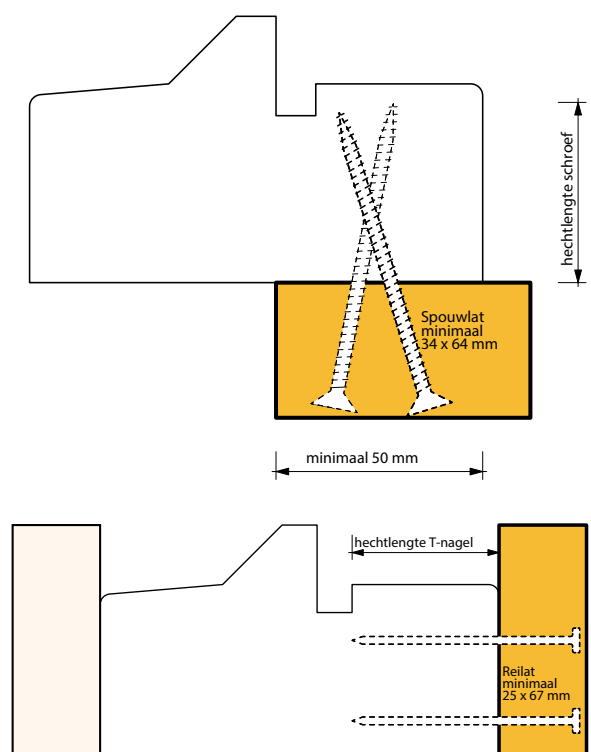 hechtlengte schroef
Spouwlat
minimaal
34 x 64 mm
minimaal 50 mm
hechtlengte T-nagel
Reilat
minimaal
25 x 67 mm